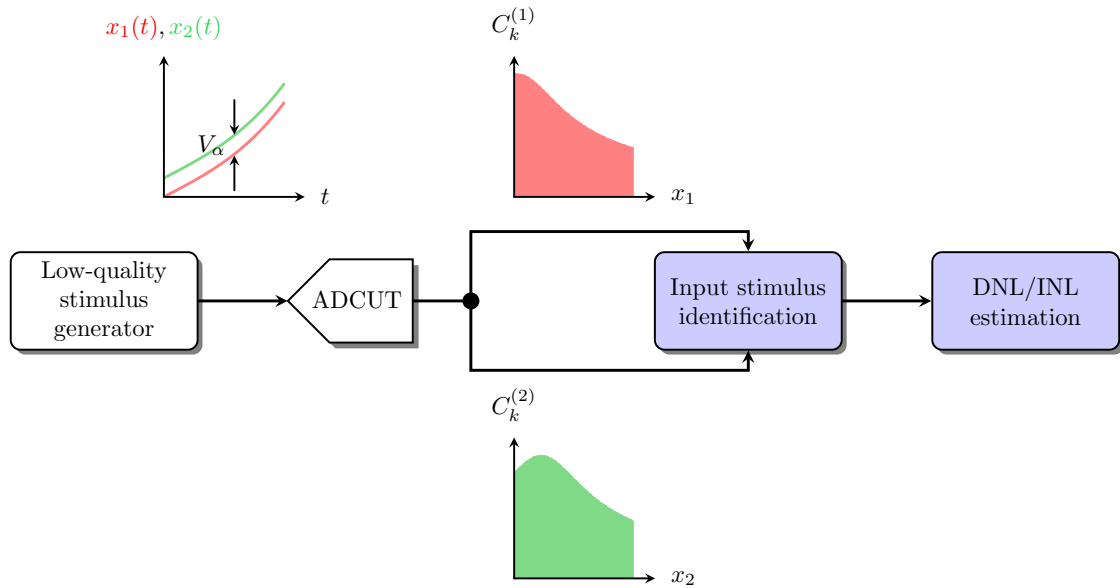 x₁(t), x₂(t)
C_k^{(1)}
V_α
t
x₁
Low-quality
stimulus
generator
ADCUT
Input stimulus
identification
DNL/INL
estimation
C_k^{(2)}
x₂